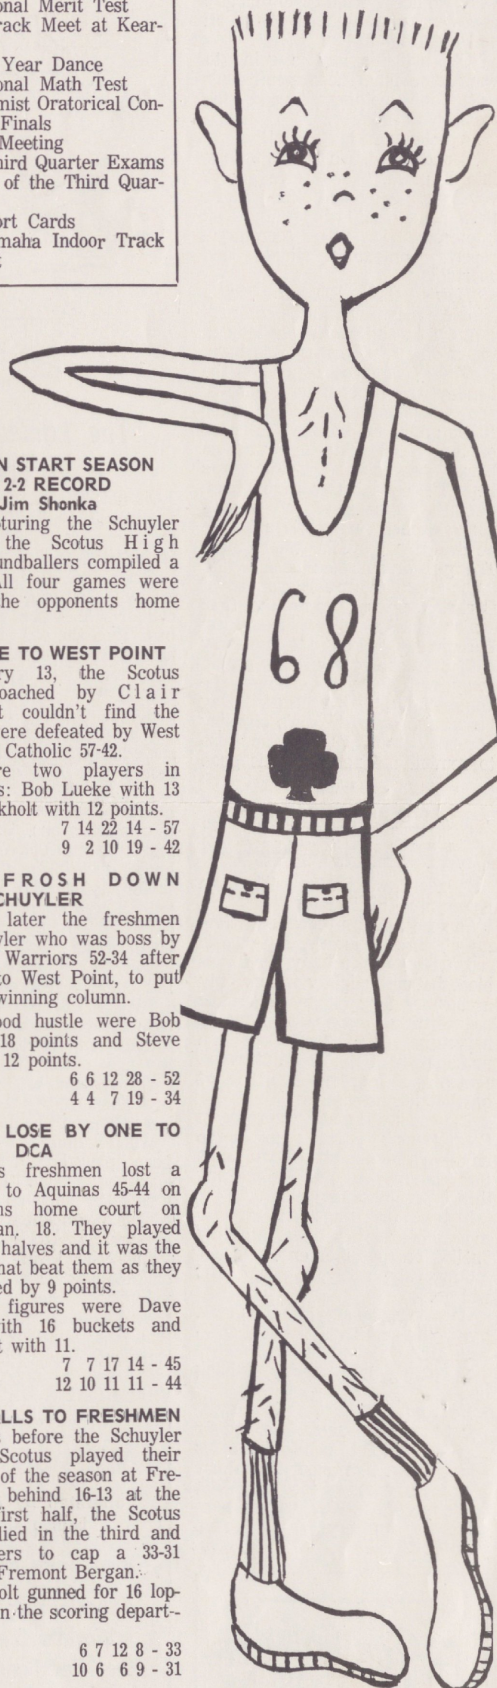 onal Merit Test
rack Meet at Kear-
Year Dance
onal Math Test
mist Oratorical Con-
Finals
Meeting
hird Quarter Exams
of the Third Quar-
ort Cards
maha Indoor Track
t
N START SEASON
2-2 RECORD
Jim Shonka
pturing the Schuyler
the Scotus High
undballers compiled a
All four games were
the opponents home
E TO WEST POINT
ry 13, the Scotus
oached by Clair
t couldn't find the
ere defeated by West
Catholic 57-42.
re two players in
s: Bob Lueke with 13
kholt with 12 points.
7 14 22 14 - 57
9 2 10 19 - 42
FROSH DOWN
CHUYLER
later the freshmen
yler who was boss by
Warriors 52-34 after
to West Point, to put
winning column.
ood hustle were Bob
18 points and Steve
12 points.
6 6 12 28 - 52
4 4 7 19 - 34
LOSE BY ONE TO
DCA
s freshmen lost a
to Aquinas 45-44 on
ns home court on
an. 18. They played
halves and it was the
hat beat them as they
ed by 9 points.
figures were Dave
with 16 buckets and
t with 11.
7 7 17 14 - 45
12 10 11 11 - 44
LLS TO FRESHMEN
t before the Schuyler
Scotus played their
of the season at Fre-
behind 16-13 at the
first half, the Scotus
lied in the third and
ers to cap a 33-31
Fremont Bergan.
olt gunned for 16 lop-
n the scoring depart--
6 7 12 8 - 33
10 6 6 9 - 31
68